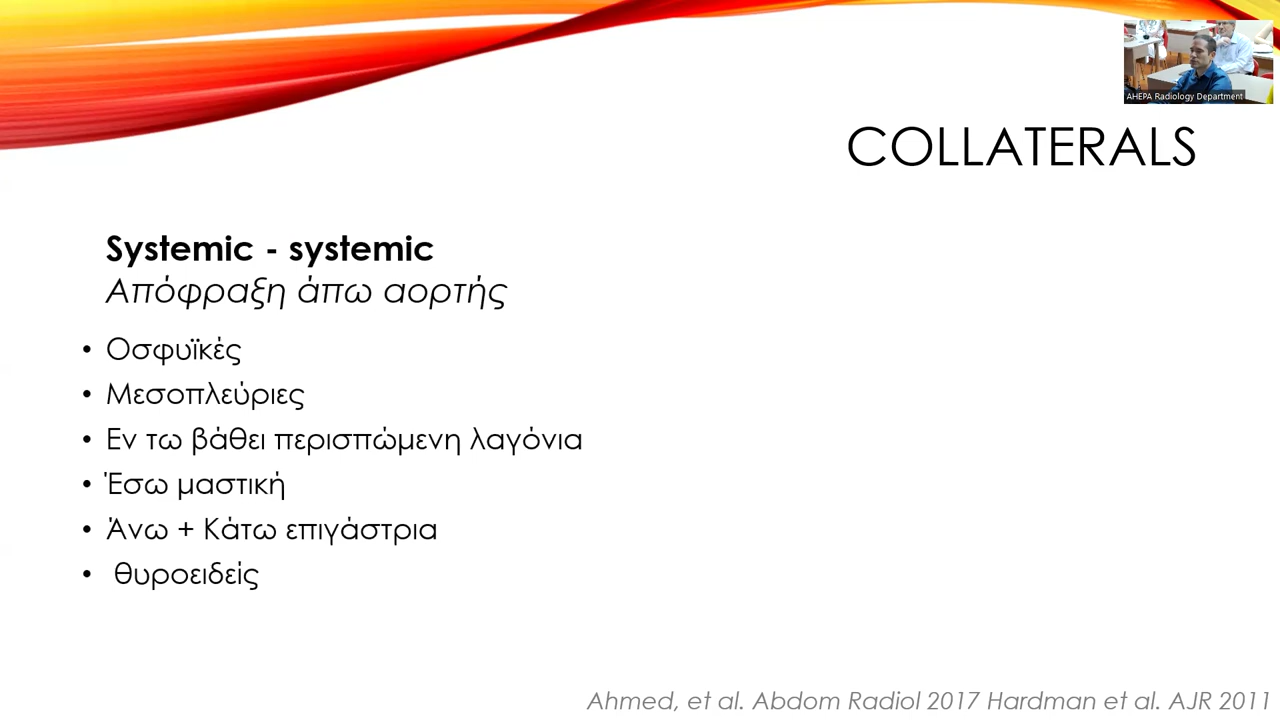 AHEPA Radiology Department
COLLATERALS
Systemic - systemic
Απόφραξη άπω αορτής
• Οσφυϊκές
• Μεσοπλεύριες
• Εν τω βάθει περισπώμενη λαγόνια
• Έσω μαστική
• Άνω + Κάτω επιγάστρια
• θυροειδείς
Ahmed, et al. Abdom Radiol 2017 Hardman et al. AJR 2011